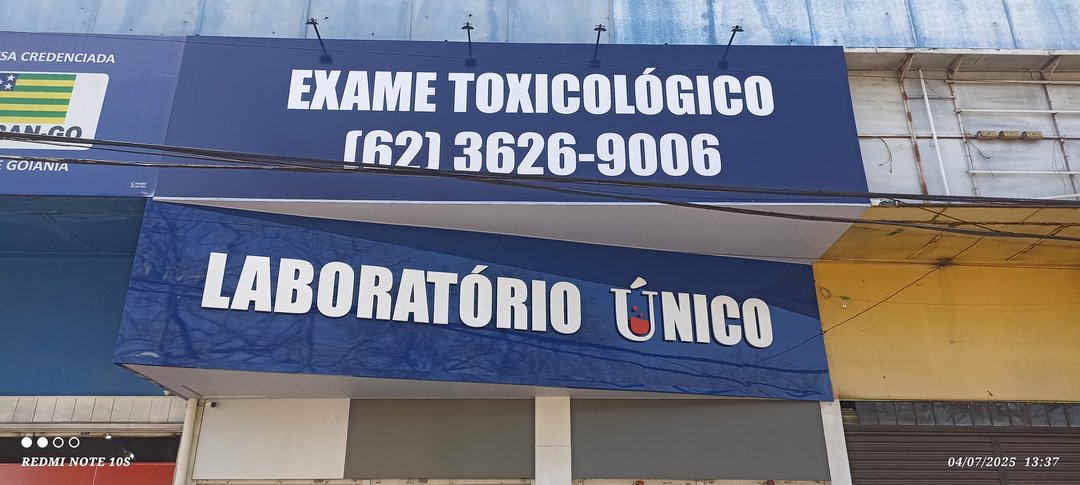 SA CREDENCIADA
RAN-GO
E GOIANIA
EXAME TOXICOLÓGICO
(62) 3626-9006
LABORATÓRIO ÚNICO
REDMI NOTE 10S
04/07/2025 13:37